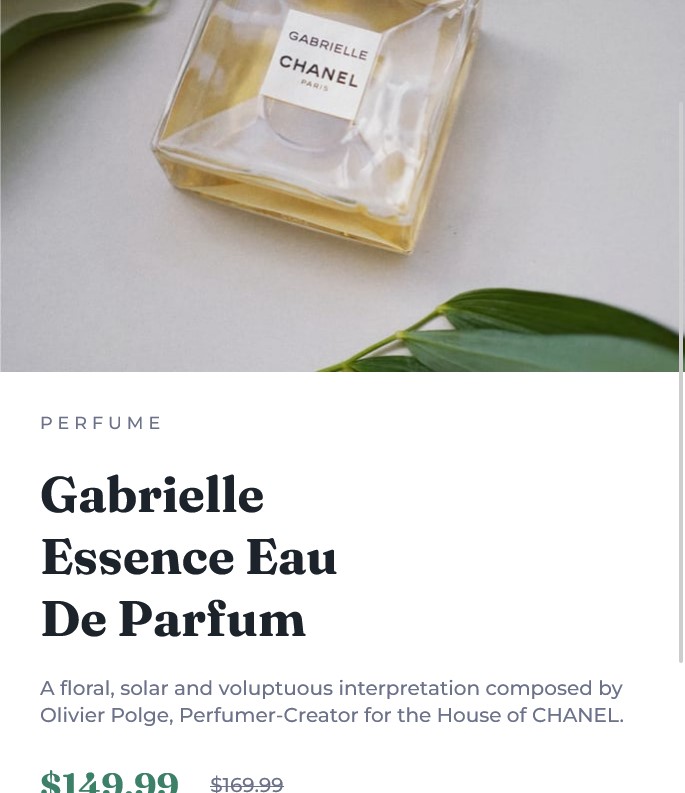 GABRIELLE
CHANEL
PARIS
PERFUME
Gabrielle
Essence Eau
De Parfum
A floral, solar and voluptuous interpretation composed by
Olivier Polge, Perfumer-Creator for the House of CHANEL.
$149.99 $169.99